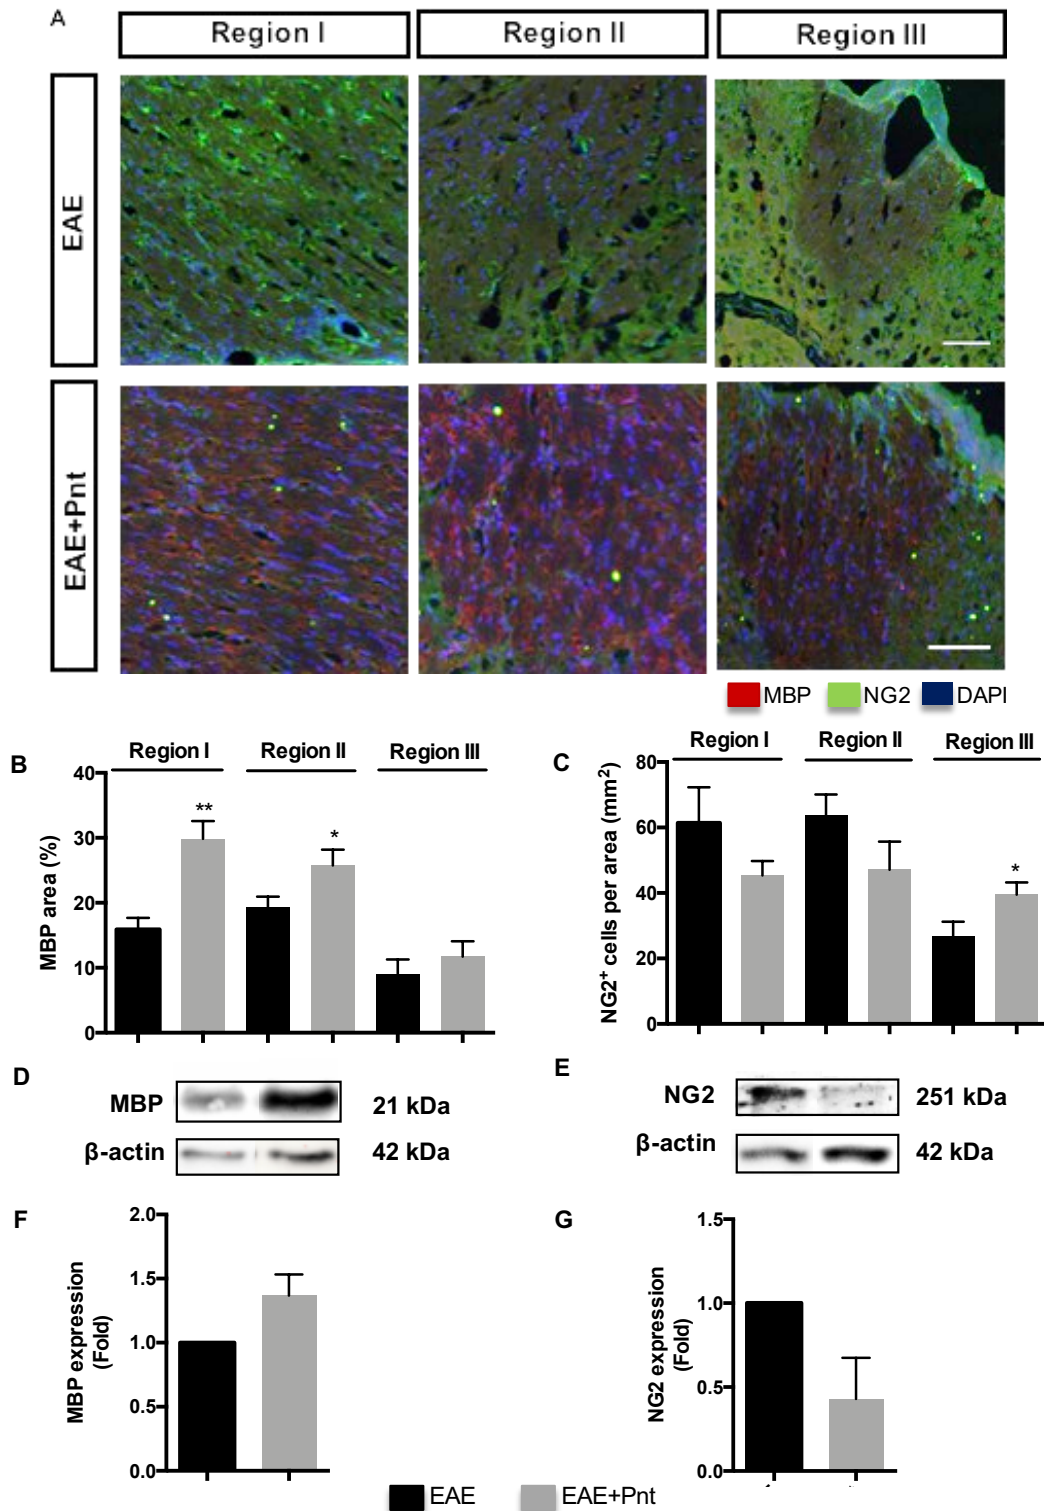 A
Region I Region II Region III
EAE
EAE+Pnt
MBP NG2 DAPI
B
Region I Region II Region III
MBP area (%)
40
30
20
10
0
** *
C
Region I Region II Region III
NG2+ cells per area (mm2)
80
60
40
20
0
*
D
MBP 21 kDa
β-actin 42 kDa
E
NG2 251 kDa
β-actin 42 kDa
F
MBP expression
(Fold)
2.0
1.5
1.0
0.5
0.0
G
NG2 expression
(Fold)
1.5
1.0
0.5
0.0
EAE EAE+Pnt